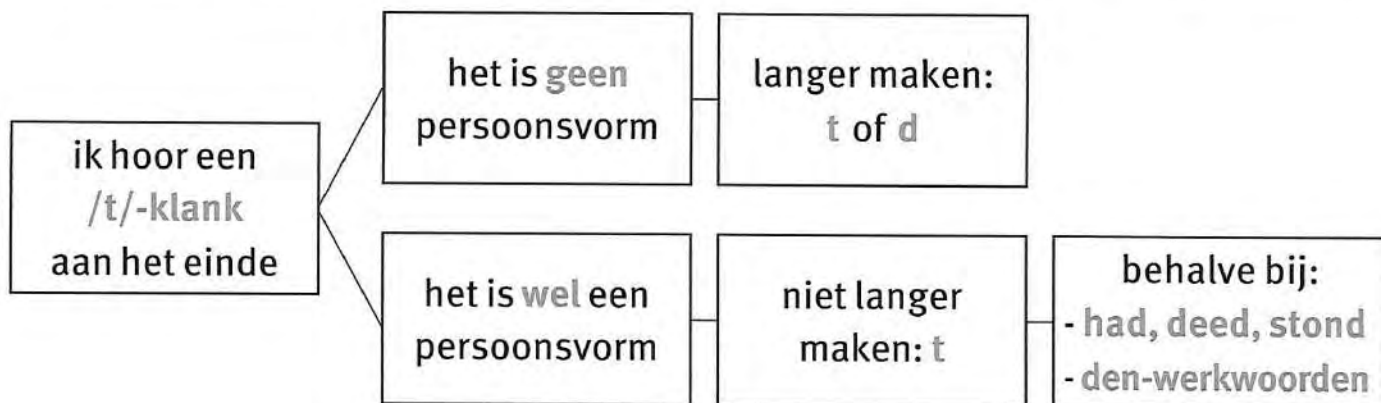 ik hoor een
/t/-klank
aan het einde
het is geen
persoonsvorm
langer maken:
t of d
het is wel een
persoonsvorm
niet langer
maken: t
behalve bij:
- had, deed, stond
- den-werkwoorden